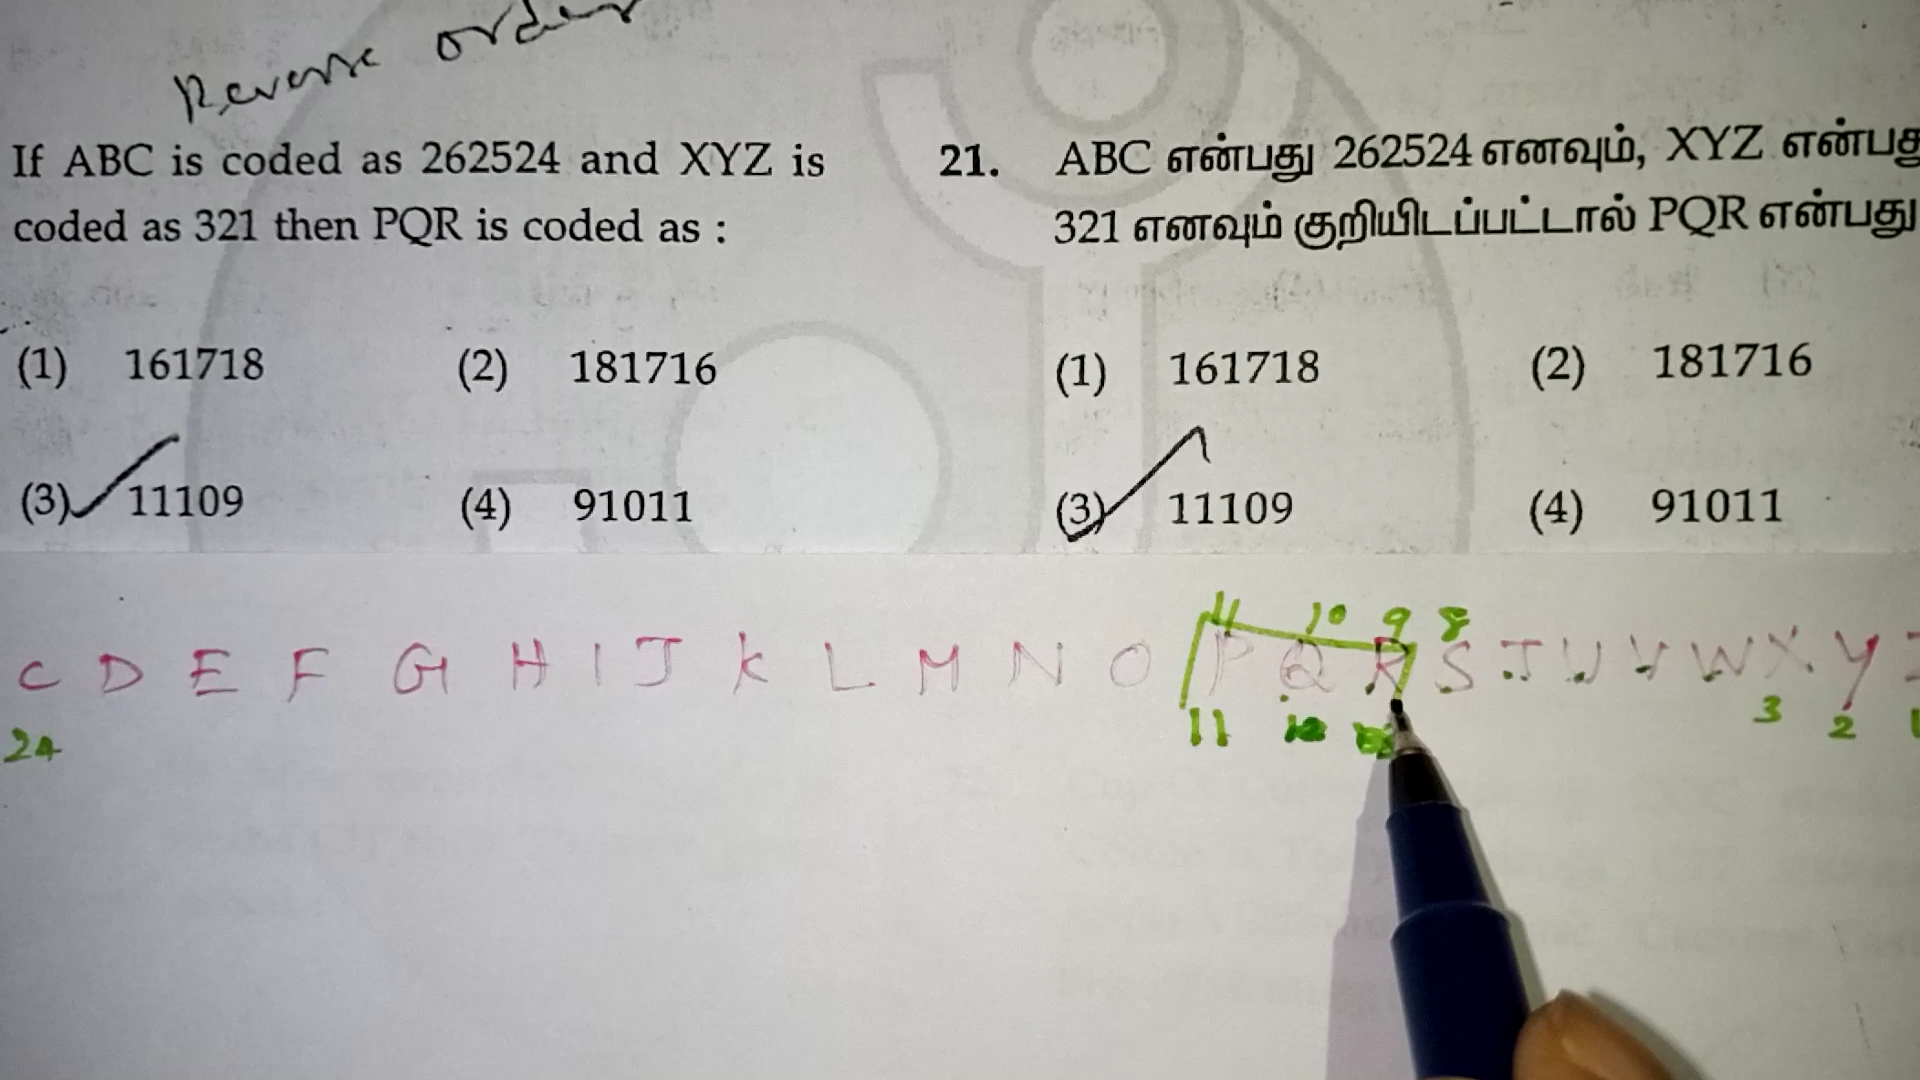 Reverse order
If ABC is coded as 262524 and XYZ is
coded as 321 then PQR is coded as :
(1) 161718 (2) 181716
(3) 11109 (4) 91011
21. ABC என்பது 262524 எனவும், XYZ என்பது
321 எனவும் குறியிடப்பட்டால் PQR என்பது
(1) 161718 (2) 181716
(3) 11109 (4) 91011
11 10 9 8
C D E F G H I J K L M N O P Q R S T U V W X Y Z
24 11 10 3 2 1